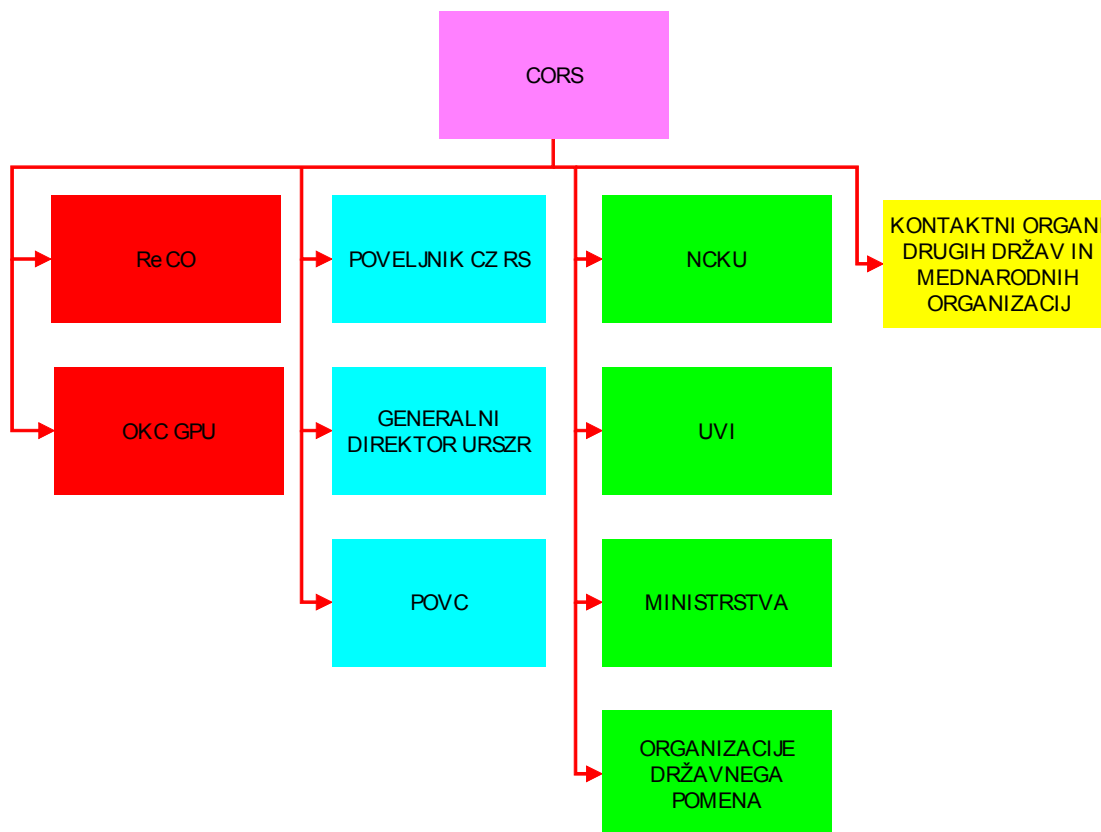 CORS
ReCO
POVELJNIK CZ RS
NCKU
KONTAKTNI ORGAN
DRUGIH DRŽAV IN
MEDNARODNIH
ORGANIZACIJ
OKC GPU
GENERALNI
DIREKTOR URSZR
UVI
POVC
MINISTRSTVA
ORGANIZACIJE
DRŽAVNEGA
POMENA